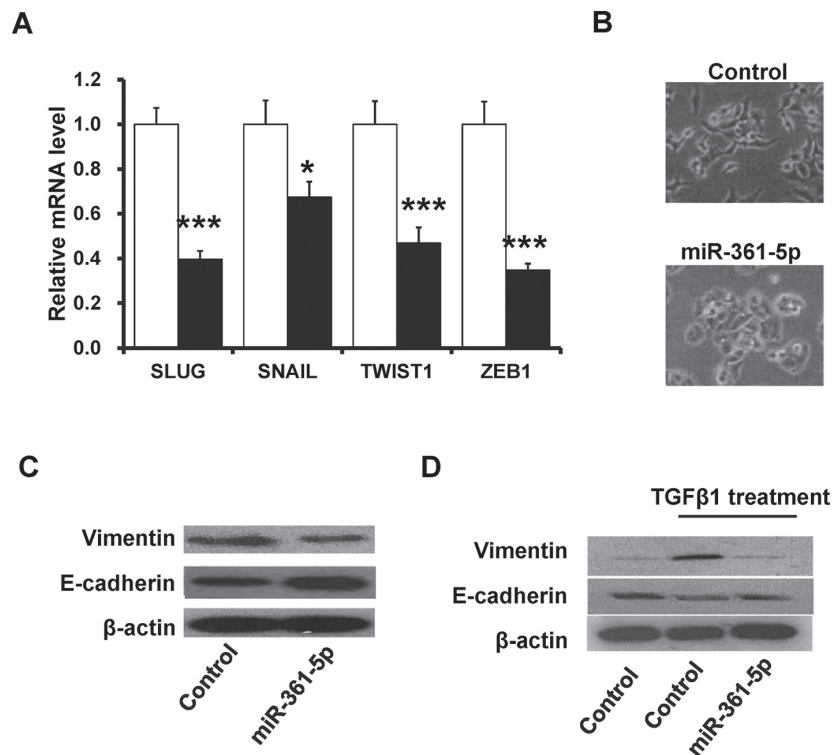 A
Relative mRNA level
1.2
1.0
0.8
0.6
0.4
0.2
0.0
***
*
***
***
SLUG
SNAIL
TWIST1
ZEB1
B
Control
miR-361-5p
C
Vimentin
E-cadherin
β-actin
Control
miR-361-5p
D
TGFβ1 treatment
Vimentin
E-cadherin
β-actin
Control
Control
miR-361-5p